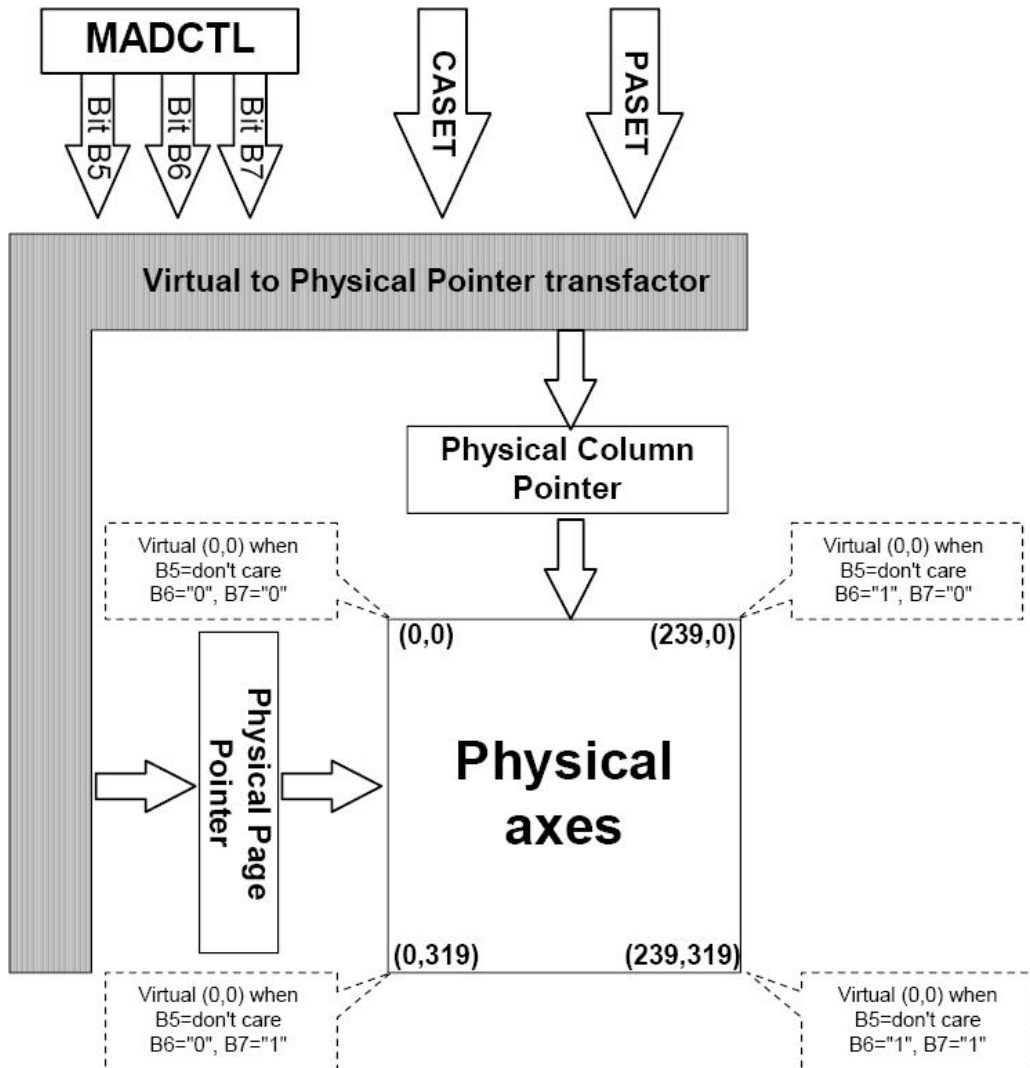 MADCTL
Bit B5
Bit B6
Bit B7
CASET
PASET
Virtual to Physical Pointer transfactor
Physical Column
Pointer
Virtual (0,0) when
B5=don't care
B6="0", B7="0"
Virtual (0,0) when
B5=don't care
B6="1", B7="0"
(0,0)
(239,0)
Physical Page
Pointer
Physical
axes
(0,319)
(239,319)
Virtual (0,0) when
B5=don't care
B6="0", B7="1"
Virtual (0,0) when
B5=don't care
B6="1", B7="1"